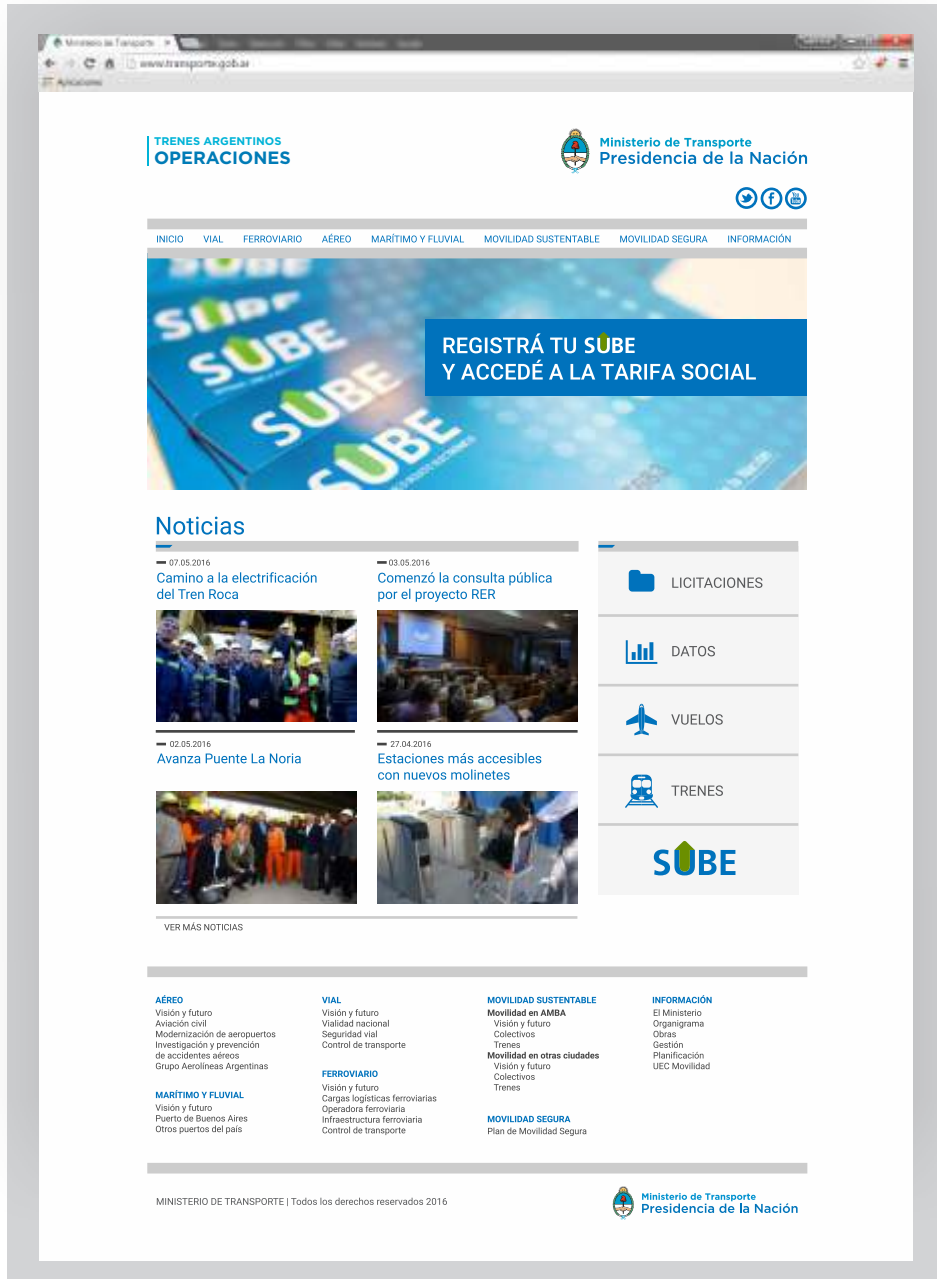 Ministerio de Transporte
www.transporte.gob.ar
Aplicaciones
TRENES ARGENTINOS
OPERACIONES
Ministerio de Transporte
Presidencia de la Nación
INICIO VIAL FERROVIARIO AÉREO MARÍTIMO Y FLUVIAL MOVILIDAD SUSTENTABLE MOVILIDAD SEGURA INFORMACIÓN
SUBE
SUBE
SUBE
SUBE
REGISTRÁ TU SUBE
Y ACCEDÉ A LA TARIFA SOCIAL
Noticias
07.05.2016
Camino a la electrificación
del Tren Roca
03.05.2016
Comenzó la consulta pública
por el proyecto RER
02.05.2016
Avanza Puente La Noria
27.04.2016
Estaciones más accesibles
con nuevos molinetes
VER MÁS NOTICIAS
LICITACIONES
DATOS
VUELOS
TRENES
SUBE
AÉREO
Visión y futuro
Aviación civil
Modernización de aeropuertos
Investigación y prevención
de accidentes aéreos
Grupo Aerolíneas Argentinas
MARÍTIMO Y FLUVIAL
Visión y futuro
Puerto de Buenos Aires
Otros puertos del país
VIAL
Visión y futuro
Vialidad nacional
Seguridad vial
Control de transporte
FERROVIARIO
Visión y futuro
Cargas logísticas ferroviarias
Operadora ferroviaria
Infraestructura ferroviaria
Control de transporte
MOVILIDAD SUSTENTABLE
Movilidad en AMBA
Visión y futuro
Colectivos
Trenes
Movilidad en otras ciudades
Visión y futuro
Colectivos
Trenes
MOVILIDAD SEGURA
Plan de Movilidad Segura
INFORMACIÓN
El Ministerio
Organigrama
Obras
Gestión
Planificación
UEC Movilidad
MINISTERIO DE TRANSPORTE | Todos los derechos reservados 2016
Ministerio de Transporte
Presidencia de la Nación